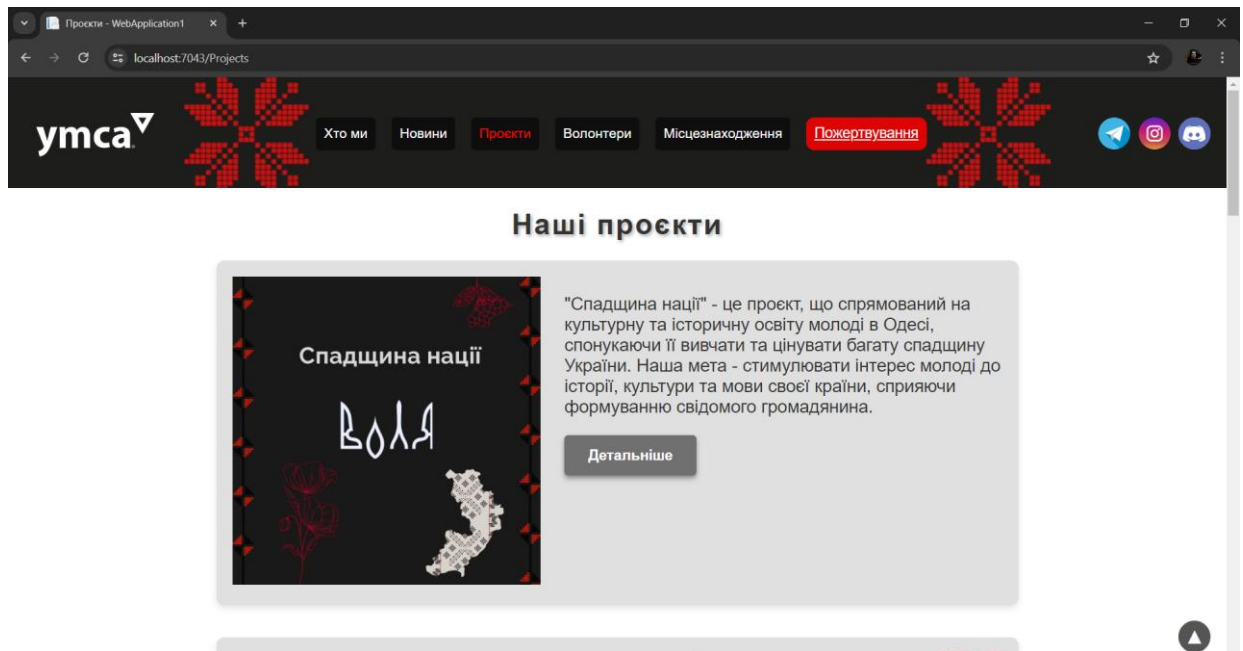 Проєкти - WebApplication1
localhost:7043/Projects
ymca
Хто ми
Новини
Проєкти
Волонтери
Місцезнаходження
Пожертвування
Наші проєкти
Спадщина нації
Воля
"Спадщина нації" - це проєкт, що спрямований на
культурну та історичну освіту молоді в Одесі,
спонукаючи її вивчати та цінувати багату спадщину
України. Наша мета - стимулювати інтерес молоді до
історії, культури та мови своєї країни, сприяючи
формуванню свідомого громадянина.
Детальніше